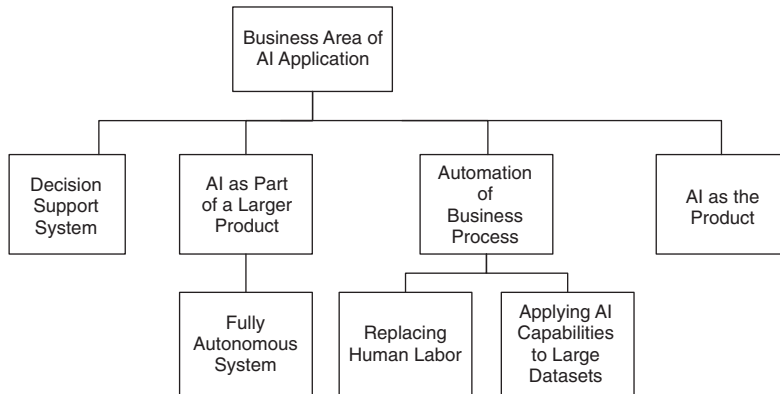 Business Area of
AI Application
Decision
Support
System
AI as Part
of a Larger
Product
Automation
of
Business
Process
AI as the
Product
Fully
Autonomous
System
Replacing
Human Labor
Applying AI
Capabilities
to Large
Datasets